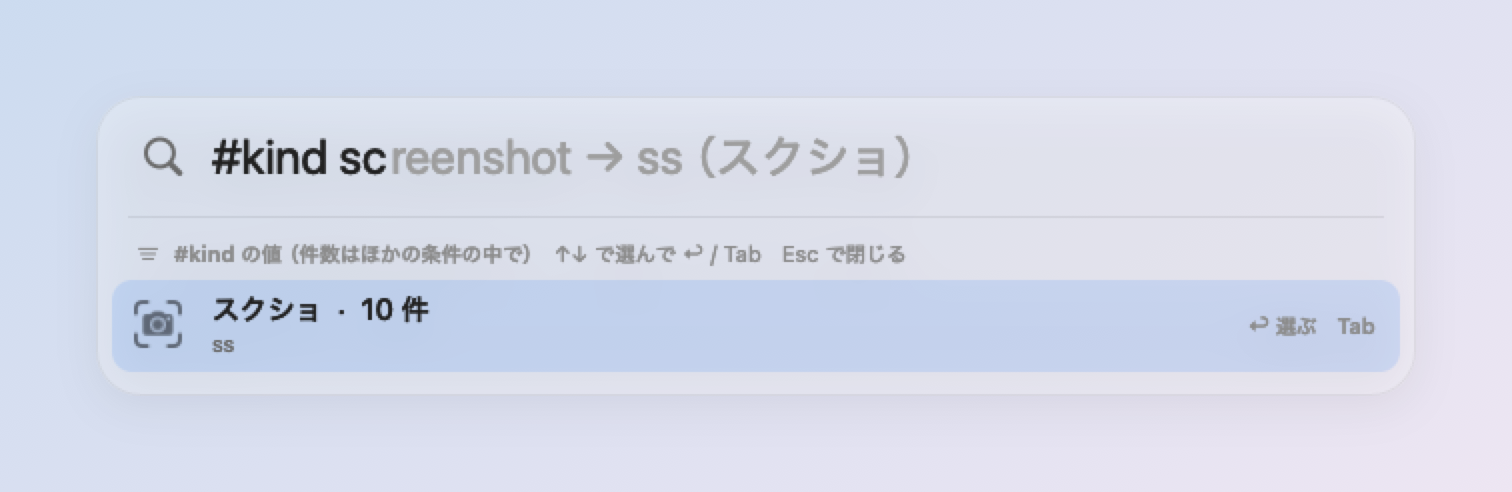 #kind screenshot → ss（スクショ）
#kind の値（件数はほかの条件の中で） ↑↓ で選んで ↩ / Tab Esc で閉じる
スクショ · 10 件
ss
↩ 選ぶ Tab